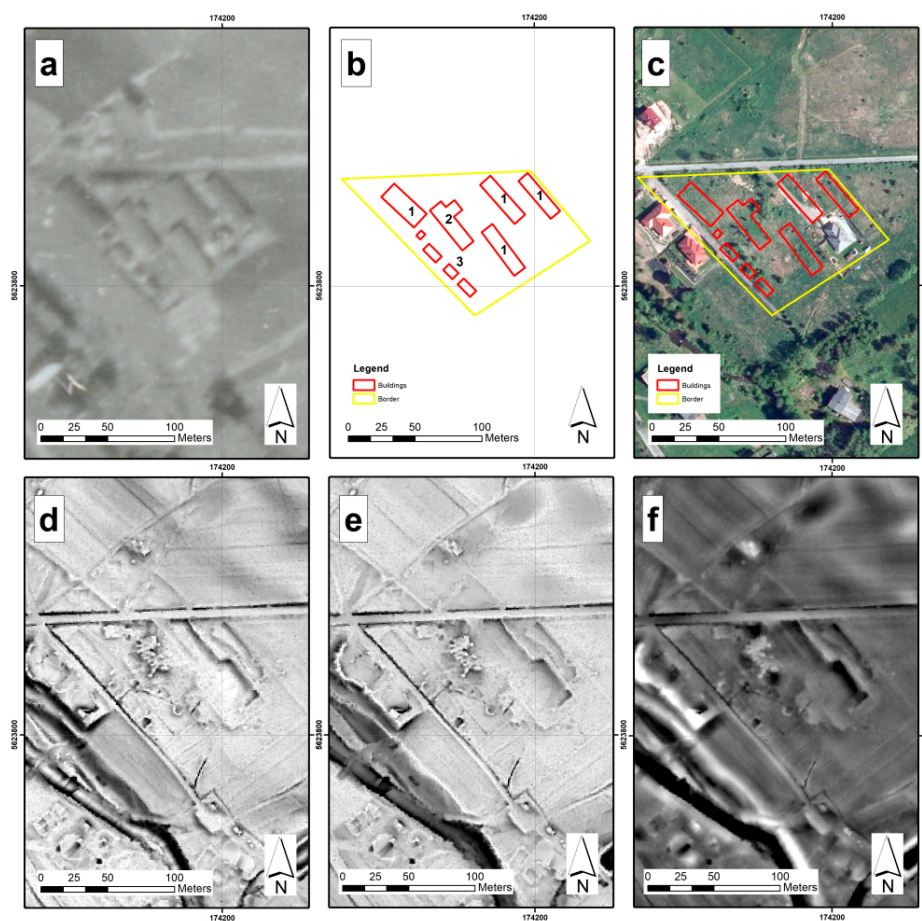 174200 174200 174200
a b c
1 1 1
2
1
3
5623800 5623800
Legend Legend
Buildings Buildings
Border Border
0 25 50 100 0 25 50 100 0 25 50 100
Meters Meters Meters
N N N
174200 174200 174200
d e f
5623800 5623800
0 25 50 100 0 25 50 100 0 25 50 100
Meters Meters Meters
N N N
174200 174200 174200